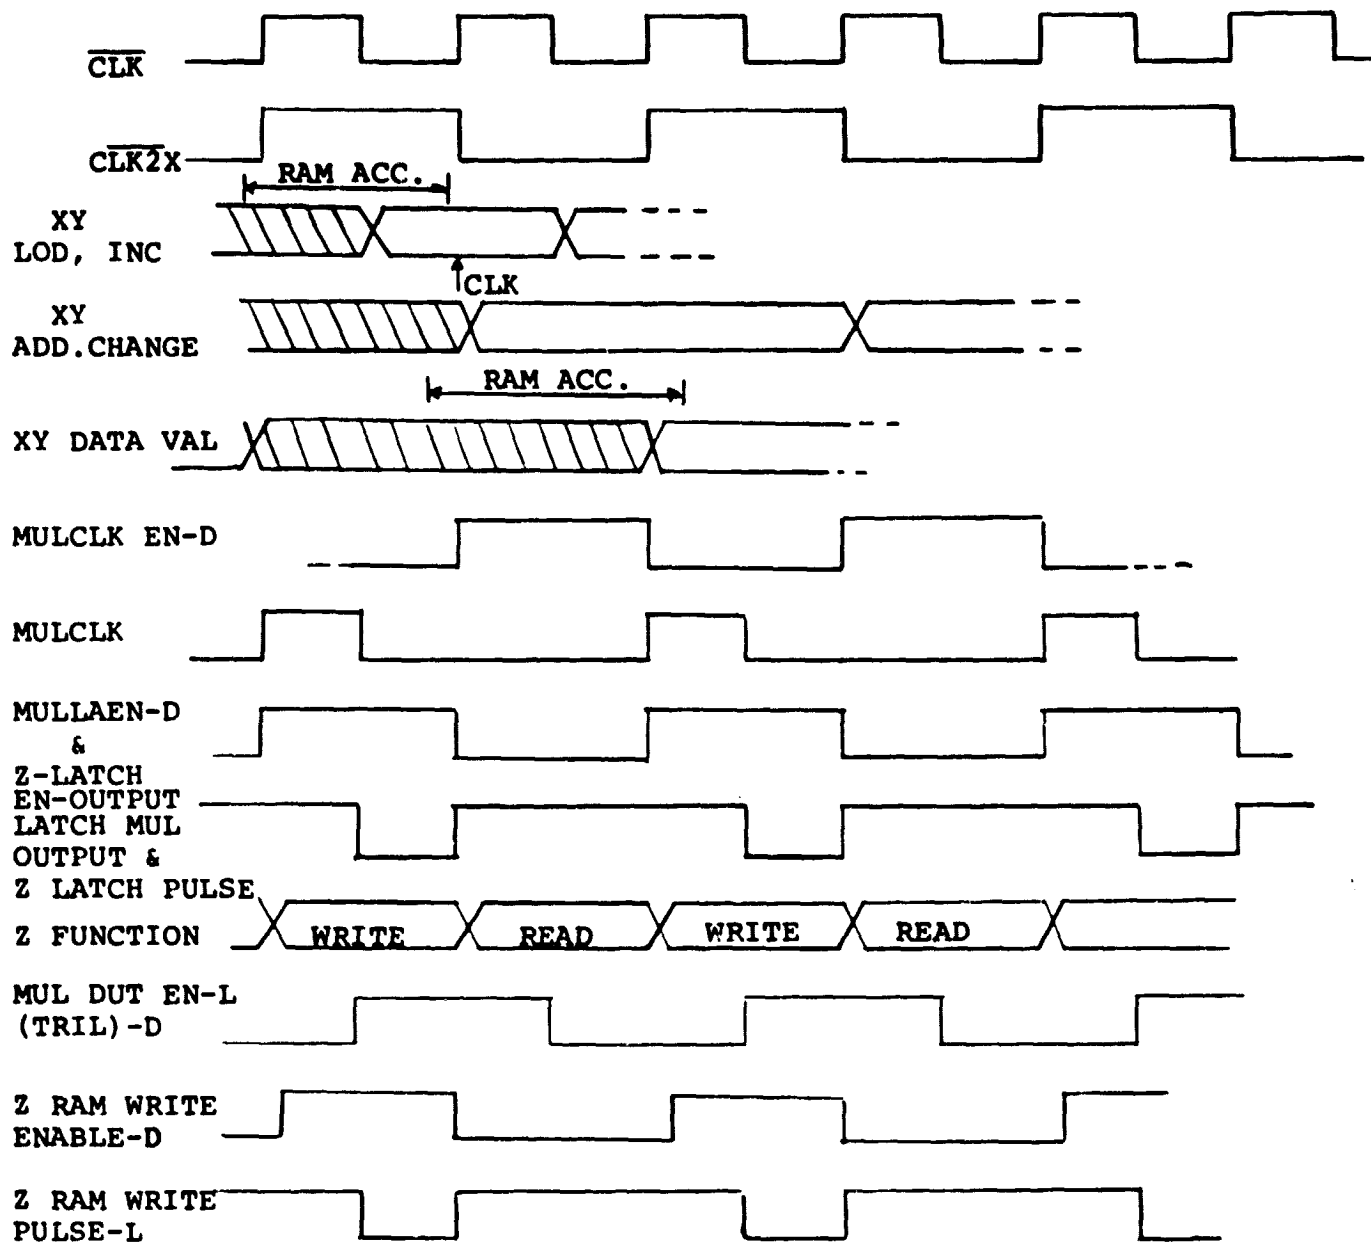 CLK
CLK2X
RAM ACC.
XY
LOD, INC
CLK
XY
ADD.CHANGE
RAM ACC.
XY DATA VAL
MULCLK EN-D
MULCLK
MULLAEN-D
&
Z-LATCH
EN-OUTPUT
LATCH MUL
OUTPUT &
Z LATCH PULSE
Z FUNCTION WRITE READ WRITE READ
MUL DUT EN-L
(TRIL)-D
Z RAM WRITE
ENABLE-D
Z RAM WRITE
PULSE-L